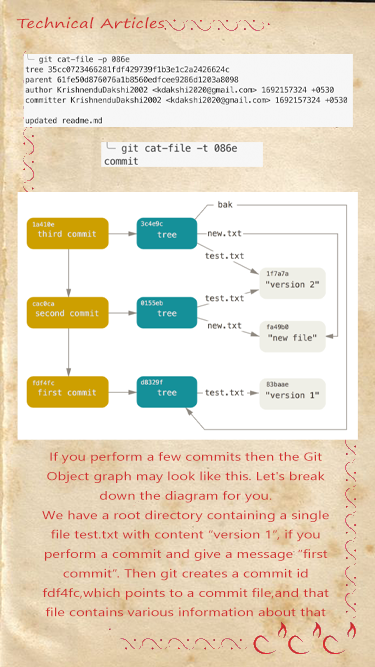 Technical Articles
git cat-file -p 086e
tree 35cc0723466281fdf429739f1b3e1c2a2426624c
parent 61fe50d876076a1b8560edfcee9286d1203a8098
author KrishnenduDakshi2002 <kdakshi2020@gmail.com> 1692157324 +0530
committer KrishnenduDakshi2002 <kdakshi2020@gmail.com> 1692157324 +0530
updated readme.md
git cat-file -t 086e
commit
bak
1a410e
third commit
3c4e9c
tree
new.txt
test.txt
1f7a7a
"version 2"
cac0ca
second commit
0155eb
tree
test.txt
new.txt
fa49b0
"new file"
fdf4fc
first commit
d8329f
tree
test.txt
83baae
"version 1"
If you perform a few commits then the Git
Object graph may look like this. Let's break
down the diagram for you.
We have a root directory containing a single
file test.txt with content “version 1”, if you
perform a commit and give a message “first
commit”. Then git creates a commit id
fdf4fc,which points to a commit file,and that
file contains various information about that